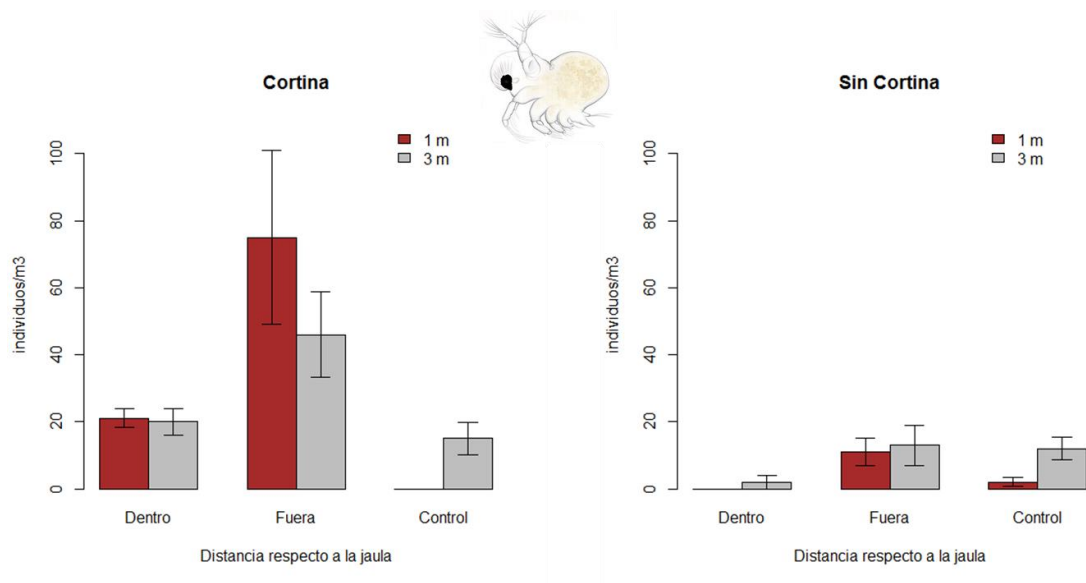 Cortina
1 m
3 m
100
80
60
40
20
0
individuos/m3
Dentro Fuera Control
Distancia respecto a la jaula
Sin Cortina
1 m
3 m
100
80
60
40
20
0
individuos/m3
Dentro Fuera Control
Distancia respecto a la jaula